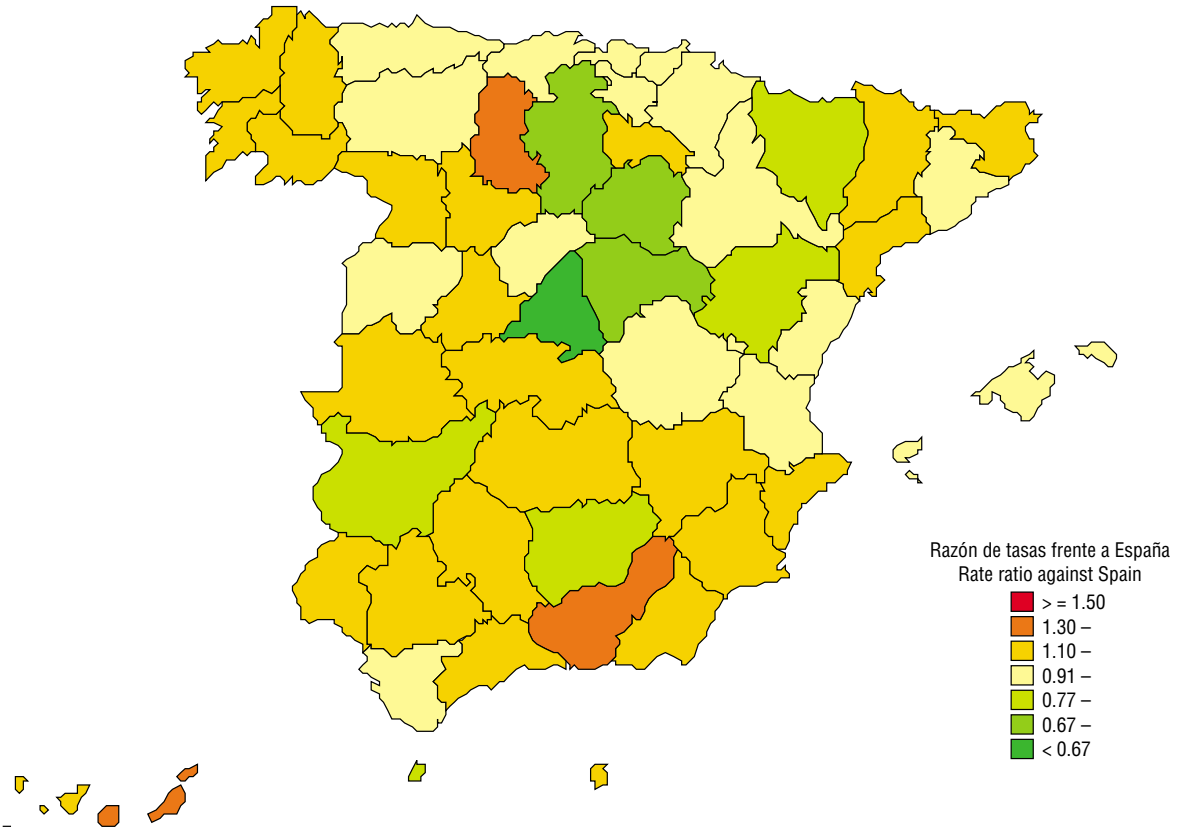 Razón de tasas frente a España
Rate ratio against Spain
> = 1.50
1.30 –
1.10 –
0.91 –
0.77 –
0.67 –
< 0.67